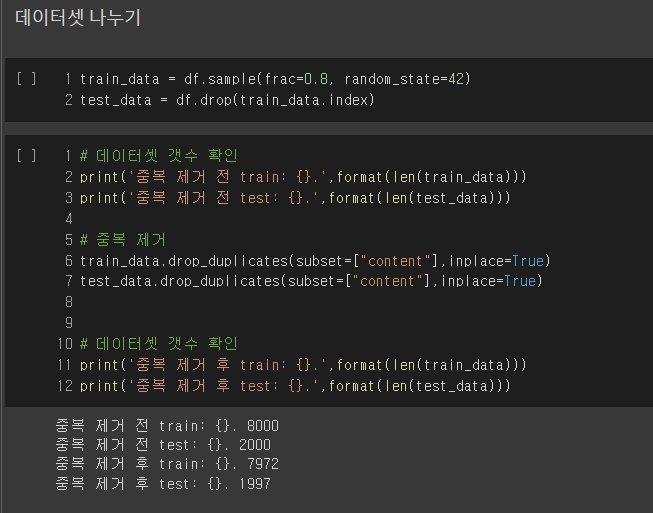 데이터셋 나누기
[ ] 1 train_data = df.sample(frac=0.8, random_state=42)
2 test_data = df.drop(train_data.index)
[ ] 1 # 데이터셋 갯수 확인
2 print('중복 제거 전 train: {}.',format(len(train_data)))
3 print('중복 제거 전 test: {}.',format(len(test_data)))
4
5 # 중복 제거
6 train_data.drop_duplicates(subset=["content"],inplace=True)
7 test_data.drop_duplicates(subset=["content"],inplace=True)
8
9
10 # 데이터셋 갯수 확인
11 print('중복 제거 후 train: {}.',format(len(train_data)))
12 print('중복 제거 후 test: {}.',format(len(test_data)))
중복 제거 전 train: {}. 8000
중복 제거 전 test: {}. 2000
중복 제거 후 train: {}. 7972
중복 제거 후 test: {}. 1997